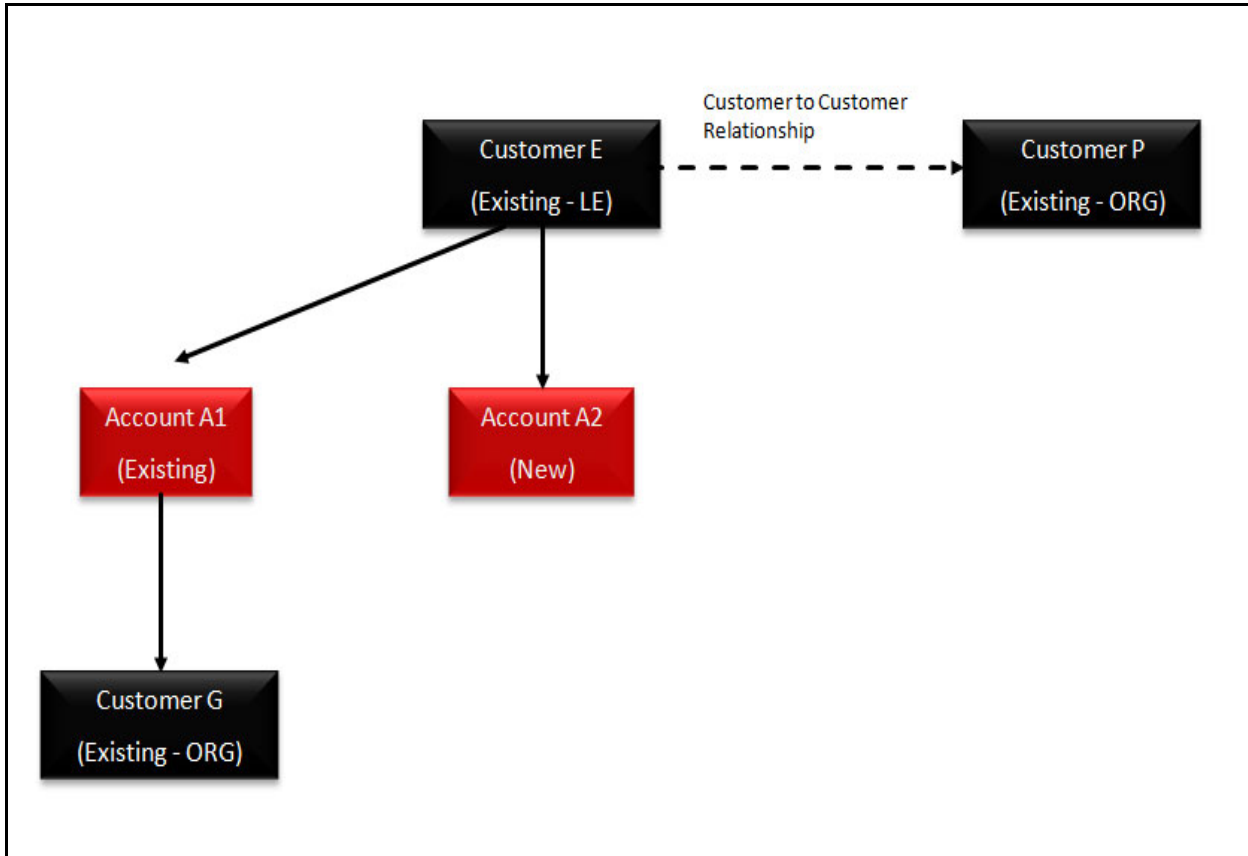 Customer to Customer
Relationship
Customer E
(Existing - LE)
Customer P
(Existing - ORG)
Account A1
(Existing)
Account A2
(New)
Customer G
(Existing - ORG)